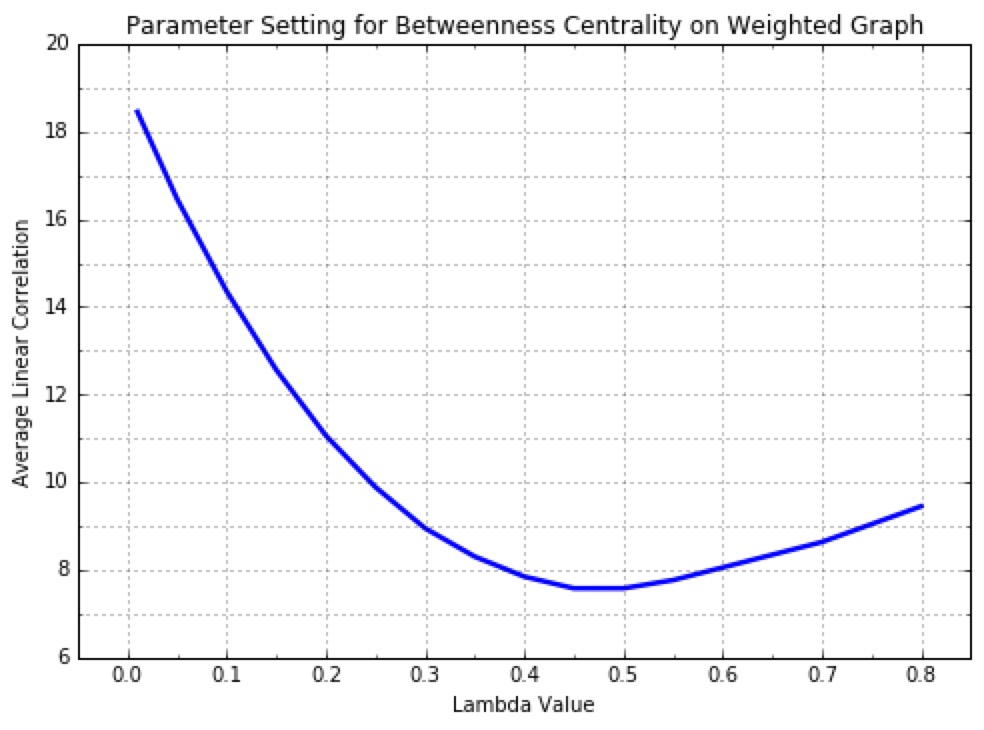 Parameter Setting for Betweenness Centrality on Weighted Graph
20
18
16
14
12
10
8
6
Average Linear Correlation
0.0 0.1 0.2 0.3 0.4 0.5 0.6 0.7 0.8
Lambda Value